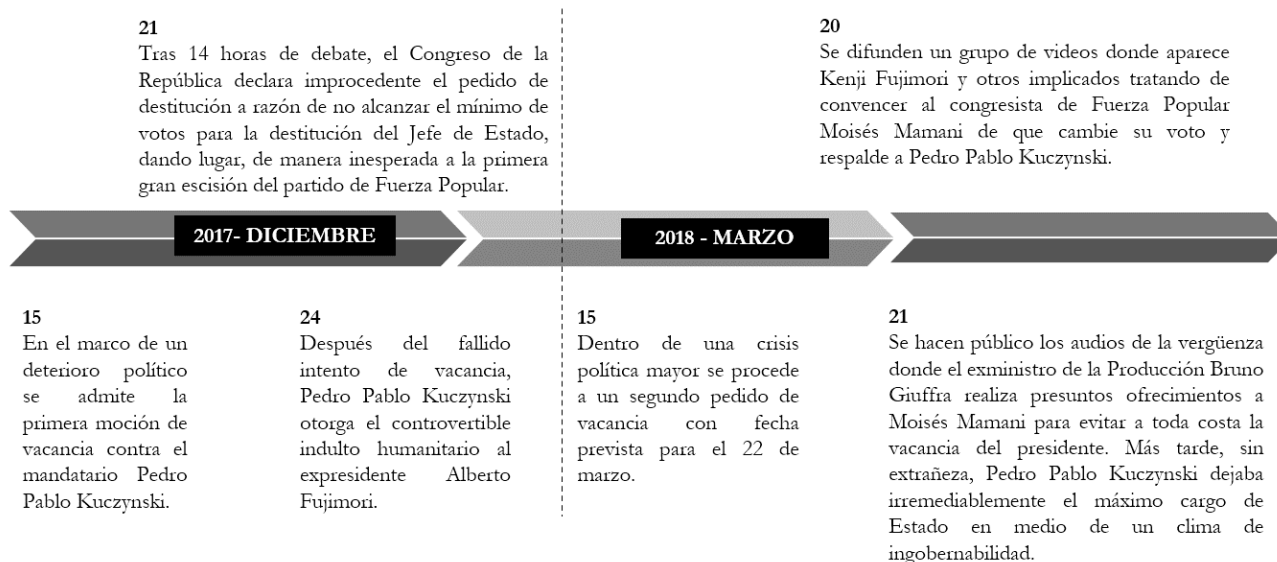 21
Tras 14 horas de debate, el Congreso de la
República declara improcedente el pedido de
destitución a razón de no alcanzar el mínimo de
votos para la destitución del Jefe de Estado,
dando lugar, de manera inesperada a la primera
gran escisión del partido de Fuerza Popular.
20
Se difunden un grupo de videos donde aparece
Kenji Fujimori y otros implicados tratando de
convencer al congresista de Fuerza Popular
Moisés Mamani de que cambie su voto y
respalde a Pedro Pablo Kuczynski.
2017- DICIEMBRE
2018 - MARZO
15
En el marco de un
deterioro político
se admite la
primera moción de
vacancia contra el
mandatario Pedro
Pablo Kuczynski.
24
Después del fallido
intento de vacancia,
Pedro Pablo Kuczynski
otorga el controvertible
indulto humanitario al
expresidente Alberto
Fujimori.
15
Dentro de una crisis
política mayor se procede
a un segundo pedido de
vacancia con fecha
prevista para el 22 de
marzo.
21
Se hacen público los audios de la vergüenza
donde el exministro de la Producción Bruno
Giuffra realiza presuntos ofrecimientos a
Moisés Mamani para evitar a toda costa la
vacancia del presidente. Más tarde, sin
extrañeza, Pedro Pablo Kuczynski dejaba
irremediablemente el máximo cargo de
Estado en medio de un clima de
ingobernabilidad.